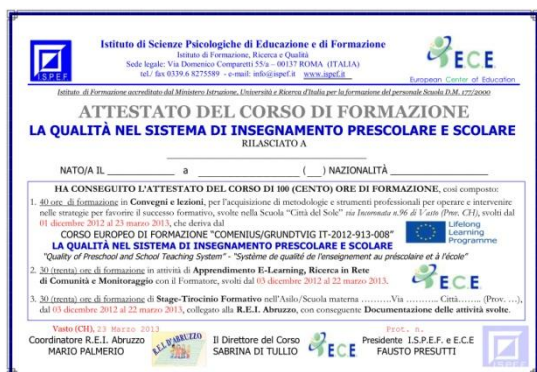 Istituto di Scienze Psicologiche di Educazione e di Formazione
Istituto di Formazione, Ricerca e Qualità
Sede legale: Via Domenico Comparetti 55/a – 00137 ROMA (ITALIA)
tel./ fax 0339.6 8275589 - e-mail: info@ispef.it www.ispef.it
ISPEF
ECE
European Center of Education
Istituto di Formazione accreditato dal Ministero Istruzione, Università e Ricerca d'Italia per la formazione del personale Scuola D.M. 177/2000
ATTESTATO DEL CORSO DI FORMAZIONE
LA QUALITÀ NEL SISTEMA DI INSEGNAMENTO PRESCOLARE E SCOLARE
RILASCIATO A
NATO/A IL ____________ a __________________ (___) NAZIONALITÀ ______________
HA CONSEGUITO L'ATTESTATO DEL CORSO DI 100 (CENTO) ORE DI FORMAZIONE, così composto:
1. 40 ore di formazione in Convegni e lezioni, per l'acquisizione di metodologie e strumenti professionali per operare e intervenire
nelle strategie per favorire il successo formativo, svolte nella Scuola "Città del Sole" via Incoronata n.96 di Vasto (Prov. CH), svolti dal
01 dicembre 2012 al 23 marzo 2013, che deriva dal
CORSO EUROPEO DI FORMAZIONE "COMENIUS/GRUNDTVIG IT-2012-913-008"
LA QUALITÀ NEL SISTEMA DI INSEGNAMENTO PRESCOLARE E SCOLARE
"Quality of Preschool and School Teaching System" - "Système de qualité de l'enseignement au préscolaire et à l'école"
Lifelong
Learning
Programme
2. 30 (trenta) ore di formazione in attività di Apprendimento E-Learning, Ricerca in Rete
di Comunità e Monitoraggio con il Formatore, svolti dal 03 dicembre 2012 al 22 marzo 2013.
ECE
3. 30 (trenta) ore di formazione di Stage-Tirocinio Formativo nell'Asilo/Scuola materna ..........Via ........... Città........ (Prov. ...),
dal 03 dicembre 2012 al 22 marzo 2013, collegato alla R.E.I. Abruzzo, con conseguente Documentazione delle attività svolte.
Vasto (CH), 23 Marzo 2013
Prot. n.
Coordinatore R.E.I. Abruzzo
MARIO PALMERIO
R.E.I. D'ABRUZZO
Il Direttore del Corso
SABRINA DI TULLIO
ECE
Presidente I.S.P.E.F. e E.C.E
FAUSTO PRESUTTI
ISPEF